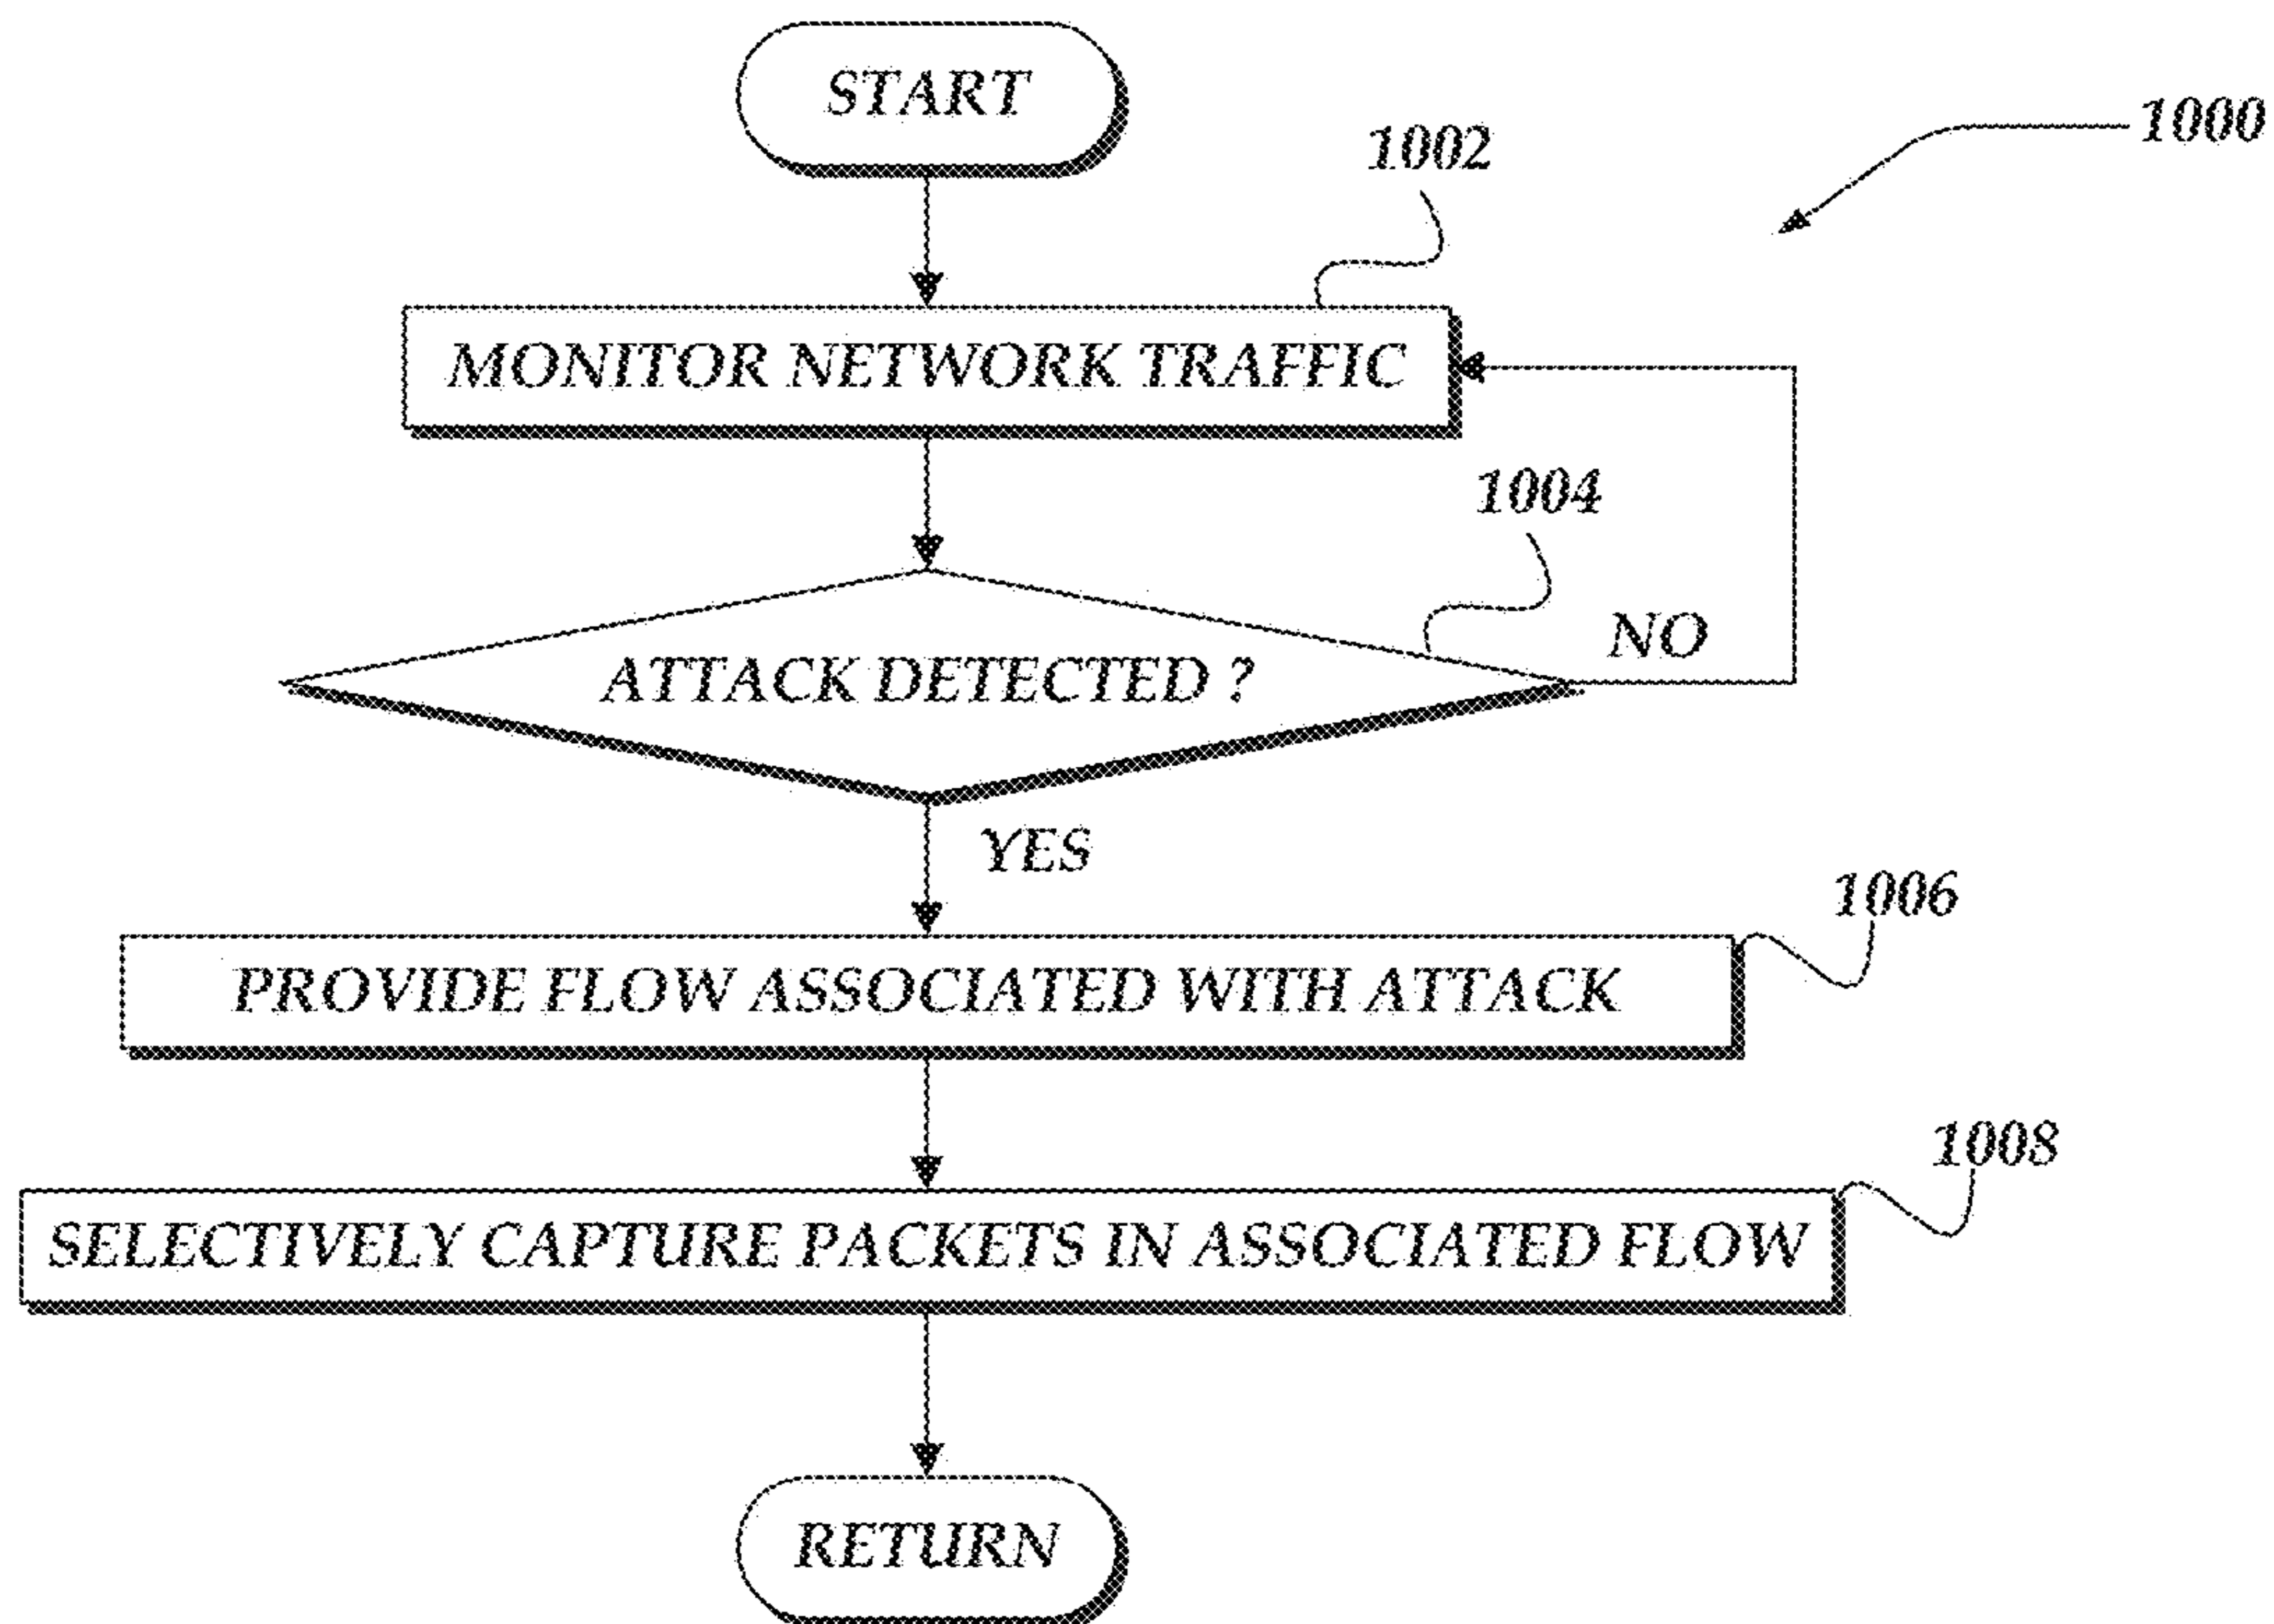 START
1000
1002
MONITOR NETWORK TRAFFIC
1004
NO
ATTACK DETECTED ?
YES
1006
PROVIDE FLOW ASSOCIATED WITH ATTACK
1008
SELECTIVELY CAPTURE PACKETS IN ASSOCIATED FLOW
RETURN